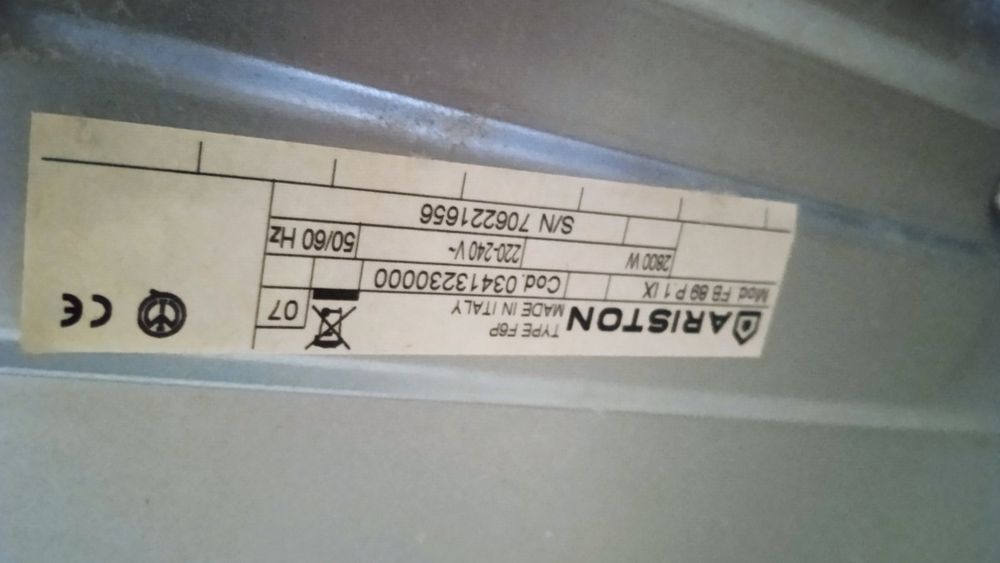 ARISTON
TYPE F6P
MADE IN ITALY
07
Mod. FB 89 P 1 IX
Cod. 03413230000
2800 W
220-240 V~
50/60 Hz
S/N 706221656
CE